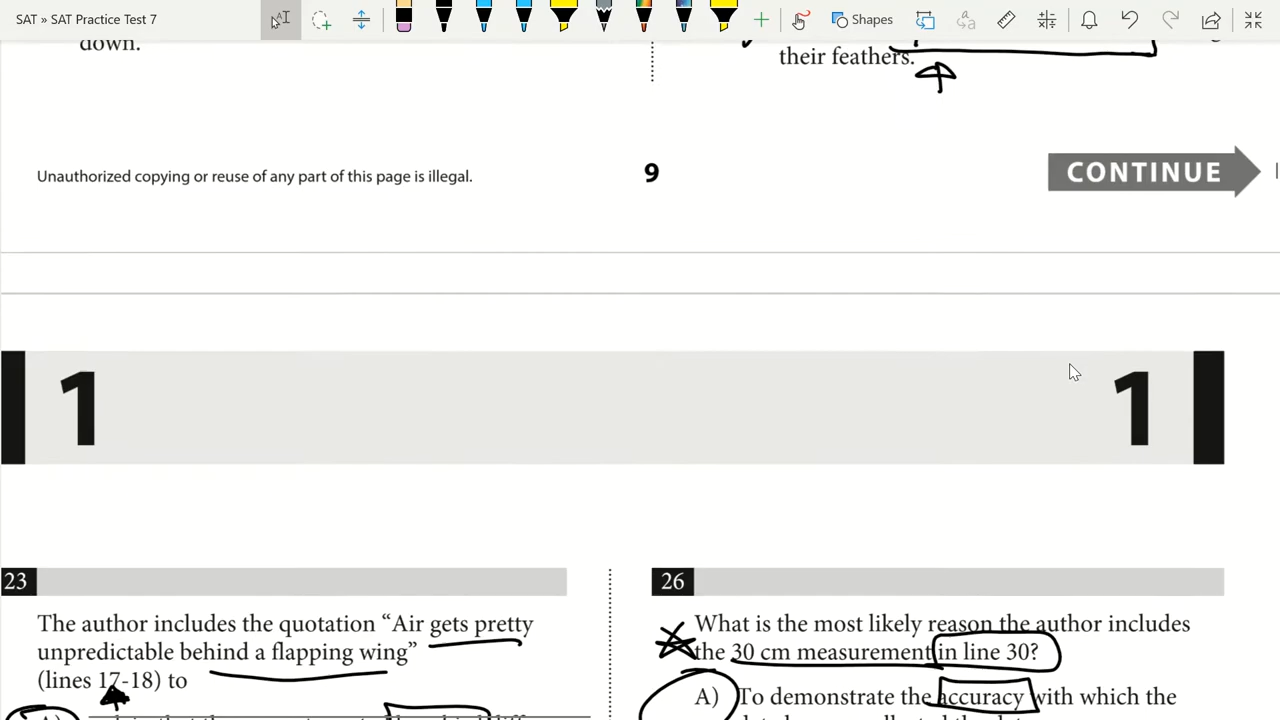 SAT » SAT Practice Test 7
Shapes
down.
their feathers.
Unauthorized copying or reuse of any part of this page is illegal.
9
CONTINUE
1
1
23
The author includes the quotation “Air gets pretty
unpredictable behind a flapping wing”
(lines 17-18) to
26
What is the most likely reason the author includes
the 30 cm measurement in line 30?
A) To demonstrate the accuracy with which the